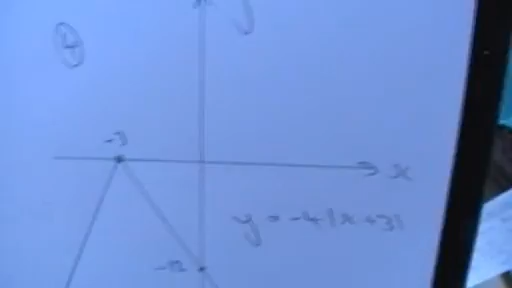 4
y
-3
x
y = -4|x+3|
-12